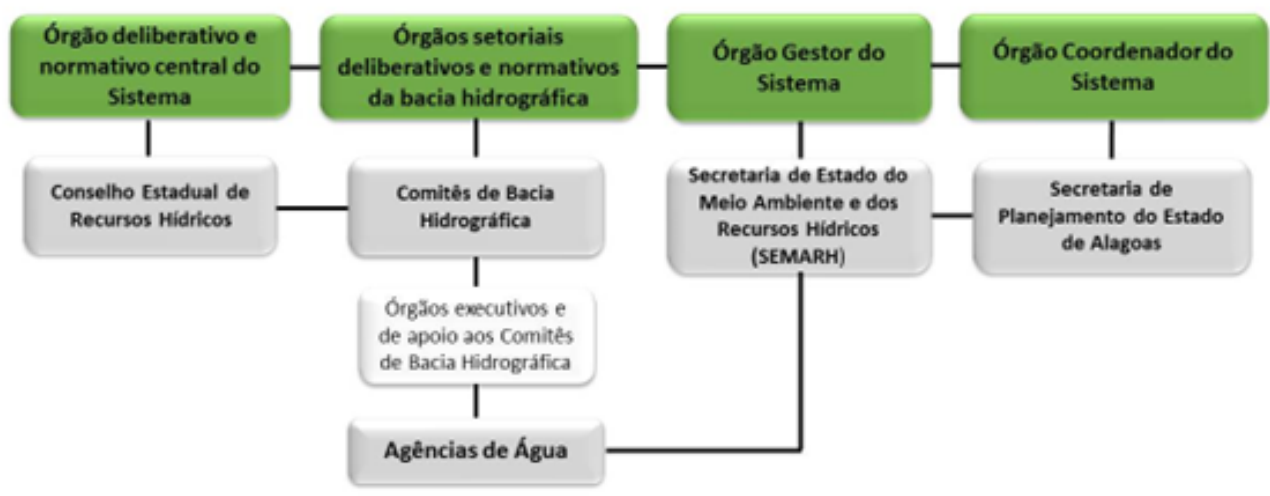 Órgão deliberativo e
normativo central do
Sistema
Órgãos setoriais
deliberativos e normativos
da bacia hidrográfica
Órgão Gestor do
Sistema
Órgão Coordenador do
Sistema
Conselho Estadual de
Recursos Hídricos
Comitês de Bacia
Hidrográfica
Secretaria de Estado do
Meio Ambiente e dos
Recursos Hídricos
(SEMARH)
Secretaria de
Planejamento do Estado
de Alagoas
Órgãos executivos e
de apoio aos Comitês
de Bacia Hidrográfica
Agências de Água